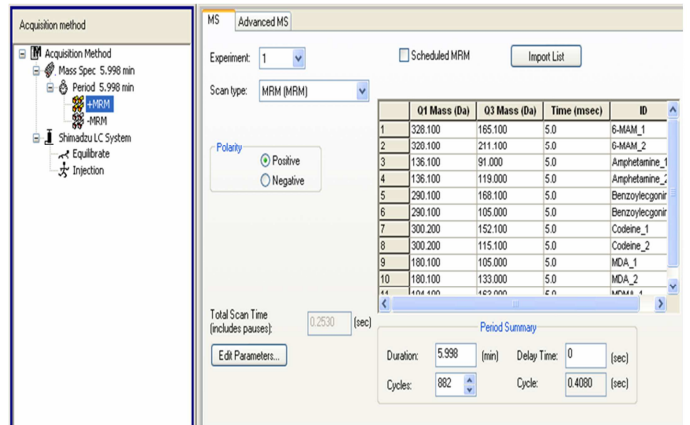 Acquisition method
Acquisition Method
Mass Spec 5.998 min
Period 5.998 min
+MRM
-MRM
Shimadzu LC System
Equilibrate
Injection
MS Advanced MS
Experiment: 1
Scheduled MRM
Import List
Scan type: MRM (MRM)
Polarity
Positive
Negative
Q1 Mass (Da) Q3 Mass (Da) Time (msec) ID
1 328.100 165.100 5.0 6-MAM_1
2 320.100 211.100 5.0 6-MAM_2
3 136.100 91.000 5.0 Amphetamine_1
4 136.100 119.000 5.0 Amphetamine_2
5 290.100 168.100 5.0 Benzoylecgonir
6 290.100 105.000 5.0 Benzoylecgonir
7 300.200 152.100 5.0 Codeine_1
8 300.200 115.100 5.0 Codeine_2
9 180.100 105.000 5.0 MDA_1
10 180.100 133.000 5.0 MDA_2
Total Scan Time
(includes pauses): 0.2530 (sec)
Edit Parameters...
Period Summary
Duration: 5.998 (min) Delay Time: 0 (sec)
Cycles: 882 Cycle: 0.4080 (sec)